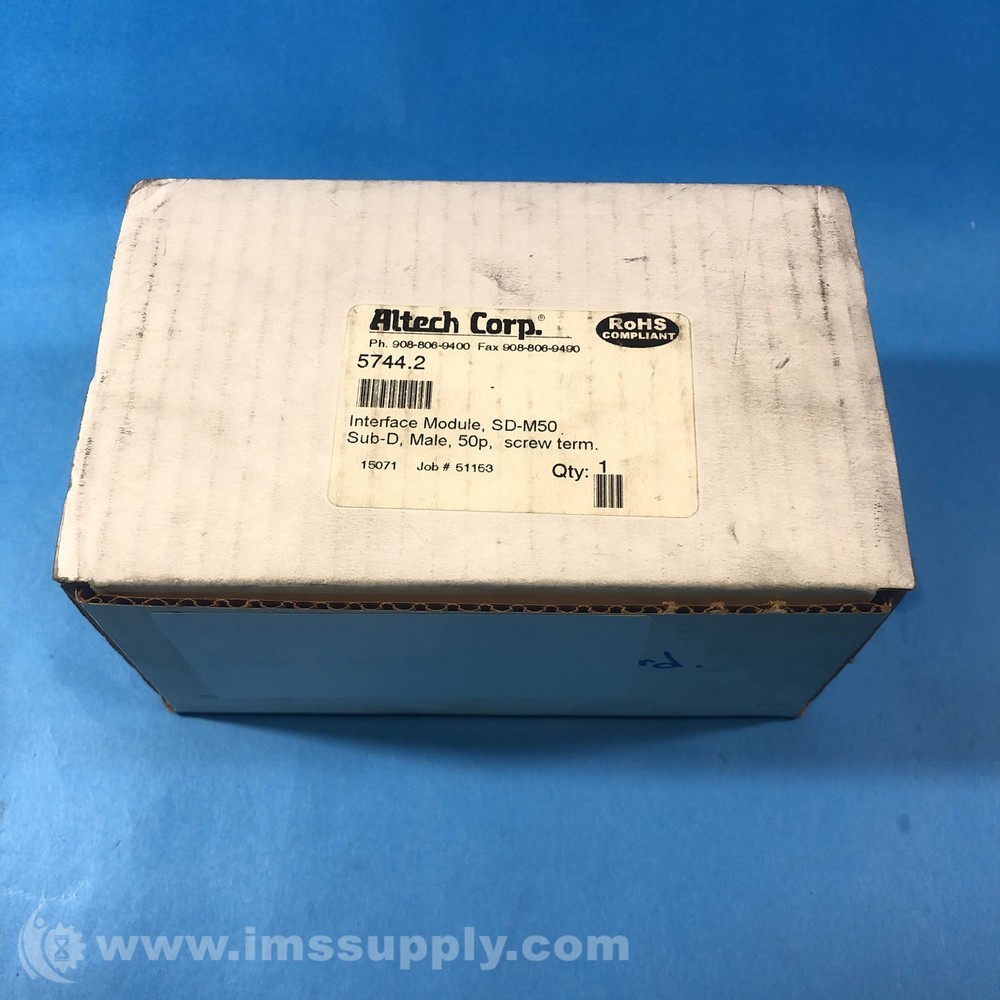 Altech Corp.®
RoHS
COMPLIANT
Ph. 908-806-9400 Fax 908-806-9490
5744.2
Interface Module, SD-M50
Sub-D, Male, 50p, screw term.
15071 Job # 51153 Qty: 1
rd.
www.imssupply.com